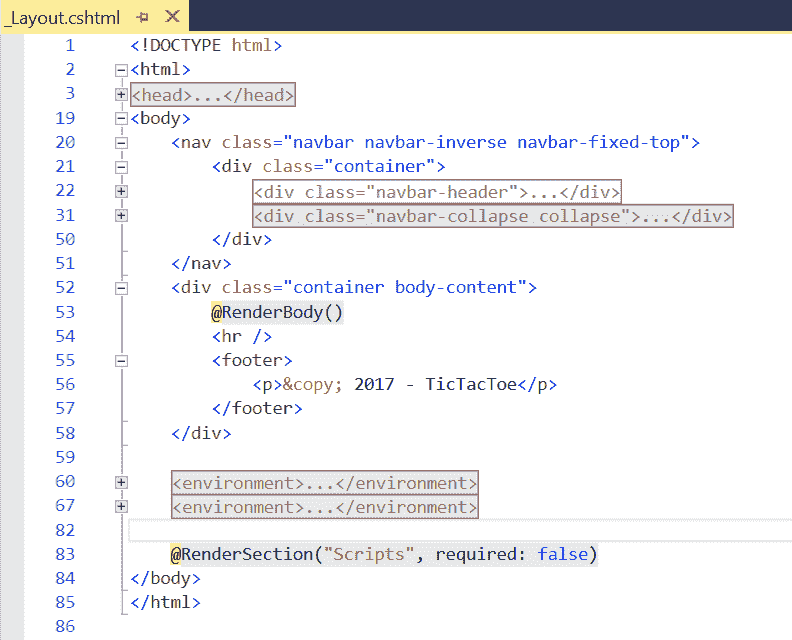 _Layout.cshtml
1 <!DOCTYPE html>
2 <html>
3 <head>...</head>
19 <body>
20 <nav class="navbar navbar-inverse navbar-fixed-top">
21 <div class="container">
22 <div class="navbar-header">...</div>
31 <div class="navbar-collapse collapse">...</div>
50 </div>
51 </nav>
52 <div class="container body-content">
53 @RenderBody()
54 <hr />
55 <footer>
56 <p>&copy; 2017 - TicTacToe</p>
57 </footer>
58 </div>
59
60 <environment>...</environment>
67 <environment>...</environment>
82
83 @RenderSection("Scripts", required: false)
84 </body>
85 </html>
86